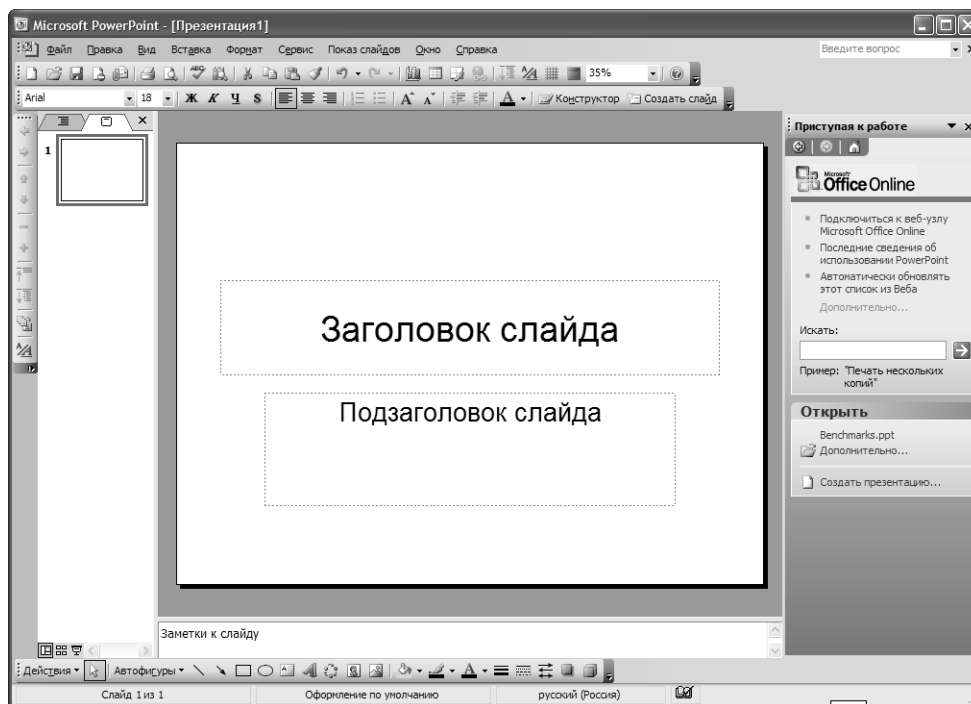 Microsoft PowerPoint - [Презентация1]
Файл Правка Вид Вставка Формат Сервис Показ слайдов Окно Справка
Введите вопрос
35%
Arial 18 Ж К Ч S Конструктор Создать слайд
Приступая к работе
1
Microsoft
Office Online
Подключиться к веб-узлу
Microsoft Office Online
Последние сведения об
использовании PowerPoint
Автоматически обновлять
этот список из Веба
Дополнительно...
Искать:
Пример: "Печать нескольких
копий"
Открыть
Benchmarks.ppt
Дополнительно...
Создать презентацию...
Заголовок слайда
Подзаголовок слайда
Заметки к слайду
Действия Автофигуры
Слайд 1 из 1 Оформление по умолчанию русский (Россия)